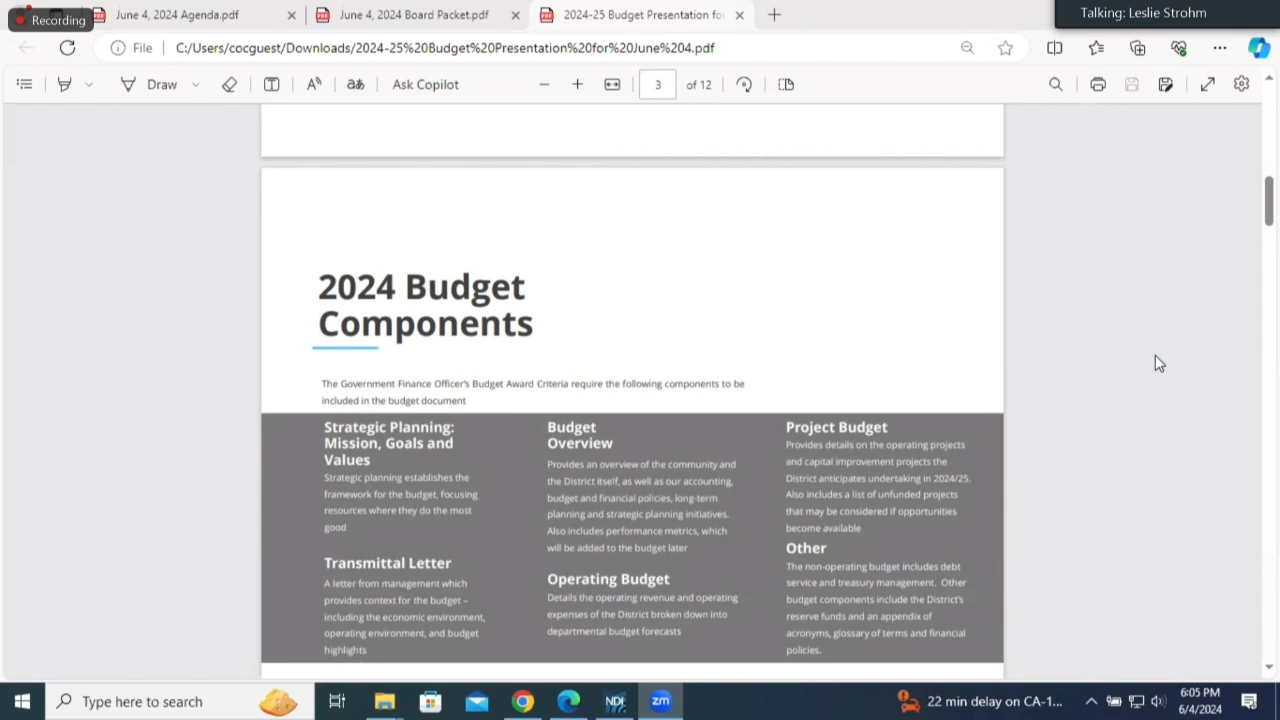 Recording
June 4, 2024 Agenda.pdf
June 4, 2024 Board Packet.pdf
2024-25 Budget Presentation for
Talking: Leslie Strohm
File
C:/Users/cocguest/Downloads/2024-25%20Budget%20Presentation%20for%20June%204.pdf
Draw
Ask Copilot
3
of 12
2024 Budget
Components
The Government Finance Officer's Budget Award Criteria require the following components to be
included in the budget document
Strategic Planning:
Mission, Goals and
Values
Strategic planning establishes the
framework for the budget, focusing
resources where they do the most
good
Transmittal Letter
A letter from management which
provides context for the budget –
including the economic environment,
operating environment, and budget
highlights
Budget
Overview
Provides an overview of the community and
the District itself, as well as our accounting,
budget and financial policies, long-term
planning and strategic planning initiatives.
Also includes performance metrics, which
will be added to the budget later
Operating Budget
Details the operating revenue and operating
expenses of the District broken down into
departmental budget forecasts
Project Budget
Provides details on the operating projects
and capital improvement projects the
District anticipates undertaking in 2024/25.
Also includes a list of unfunded projects
that may be considered if opportunities
become available
Other
The non-operating budget includes debt
service and treasury management. Other
budget components include the District's
reserve funds and an appendix of
acronyms, glossary of terms and financial
policies.
Type here to search
NDI
zm
22 min delay on CA-1...
6:05 PM
6/4/2024